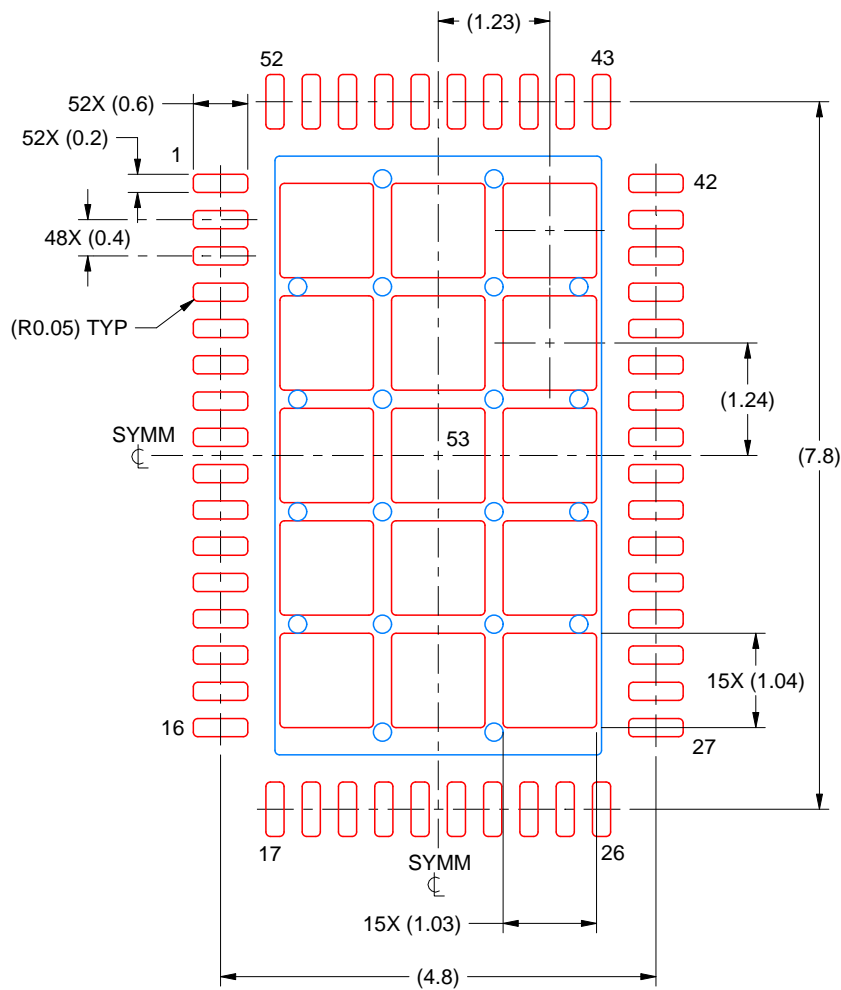 (1.23)
52
43
52X (0.6)
52X (0.2)
1
42
48X (0.4)
(R0.05) TYP
(1.24)
SYMM
℄
53
(7.8)
15X (1.04)
16
27
17
26
SYMM
℄
15X (1.03)
(4.8)